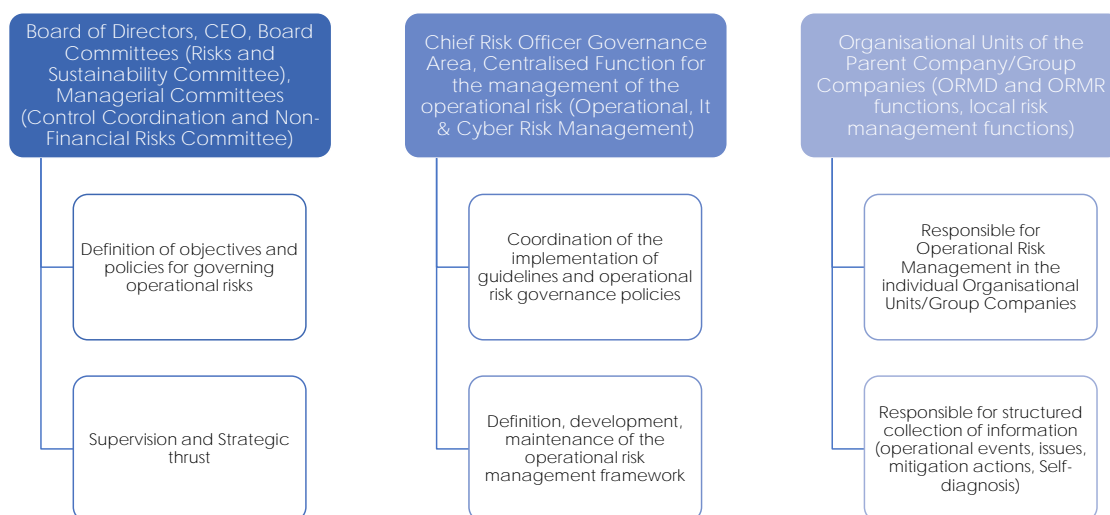 Board of Directors, CEO, Board
Committees (Risks and
Sustainability Committee),
Managerial Committees
(Control Coordination and Non-
Financial Risks Committee)
Definition of objectives and
policies for governing
operational risks
Supervision and Strategic
thrust
Chief Risk Officer Governance
Area, Centralised Function for
the management of the
operational risk (Operational, It
& Cyber Risk Management)
Coordination of the
implementation of
guidelines and operational
risk governance policies
Definition, development,
maintenance of the
operational risk
management framework
Organisational Units of the
Parent Company/Group
Companies (ORMD and ORMR
functions, local risk
management functions)
Responsible for
Operational Risk
Management in the
individual Organisational
Units/Group Companies
Responsible for structured
collection of information
(operational events, issues,
mitigation actions, Self-
diagnosis)